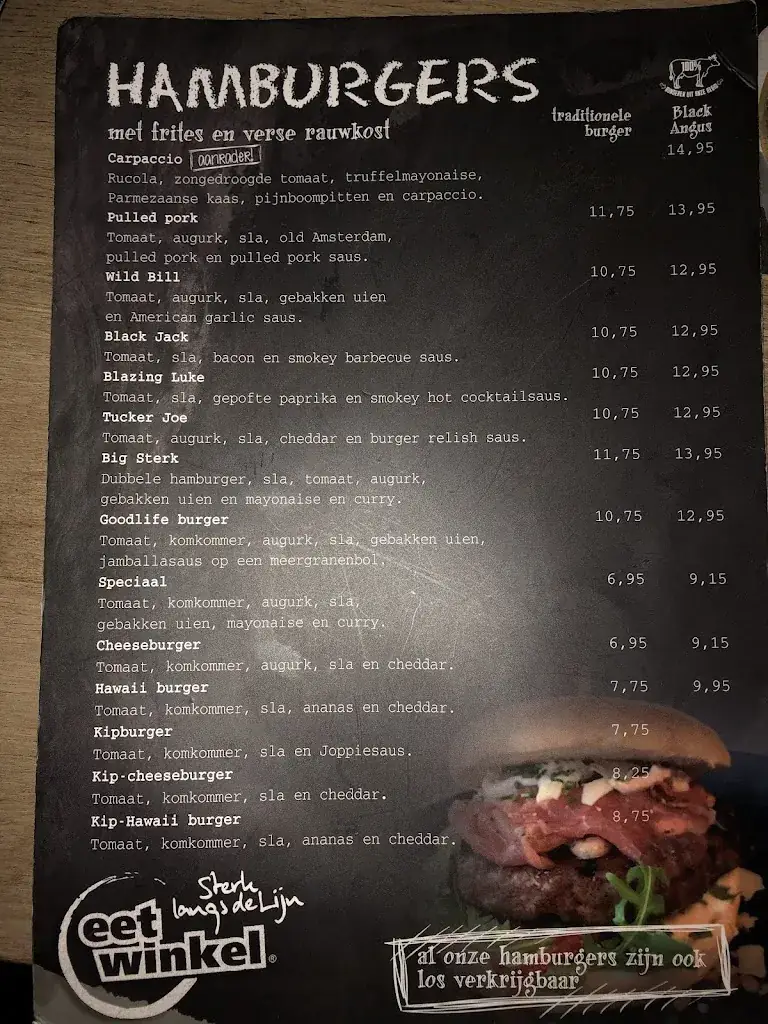 HAMBURGERS
met frites en verse rauwkost
100%
traditionele burger
Black Angus
Carpaccio aanrader! 14,95
Rucola, zongedroogde tomaat, truffelmayonaise,
Parmezaanse kaas, pijnboompitten en carpaccio.
Pulled pork 11,75 13,95
Tomaat, augurk, sla, old Amsterdam,
pulled pork en pulled pork saus.
Wild Bill 10,75 12,95
Tomaat, augurk, sla, gebakken uien
en American garlic saus.
Black Jack 10,75 12,95
Tomaat, sla, bacon en smokey barbecue saus.
Blazing Luke 10,75 12,95
Tomaat, sla, gepofte paprika en smokey hot cocktailsaus.
Tucker Joe 10,75 12,95
Tomaat, augurk, sla, cheddar en burger relish saus.
Big Sterk 11,75 13,95
Dubbele hamburger, sla, tomaat, augurk,
gebakken uien en mayonaise en curry.
Goodlife burger 10,75 12,95
Tomaat, komkommer, augurk, sla, gebakken uien,
jamballasaus op een meergranenbol.
Speciaal 6,95 9,15
Tomaat, komkommer, augurk, sla,
gebakken uien, mayonaise en curry.
Cheeseburger 6,95 9,15
Tomaat, komkommer, augurk, sla en cheddar.
Hawaii burger 7,75 9,95
Tomaat, komkommer, sla, ananas en cheddar.
Kipburger 7,75
Tomaat, komkommer, sla en Joppiesaus.
Kip-cheeseburger 8,25
Tomaat, komkommer, sla en cheddar.
Kip-Hawaii burger 8,75
Tomaat, komkommer, sla, ananas en cheddar.
Sterk
langs de Lijn
eet
winkel®
al onze hamburgers zijn ook
los verkrijgbaar